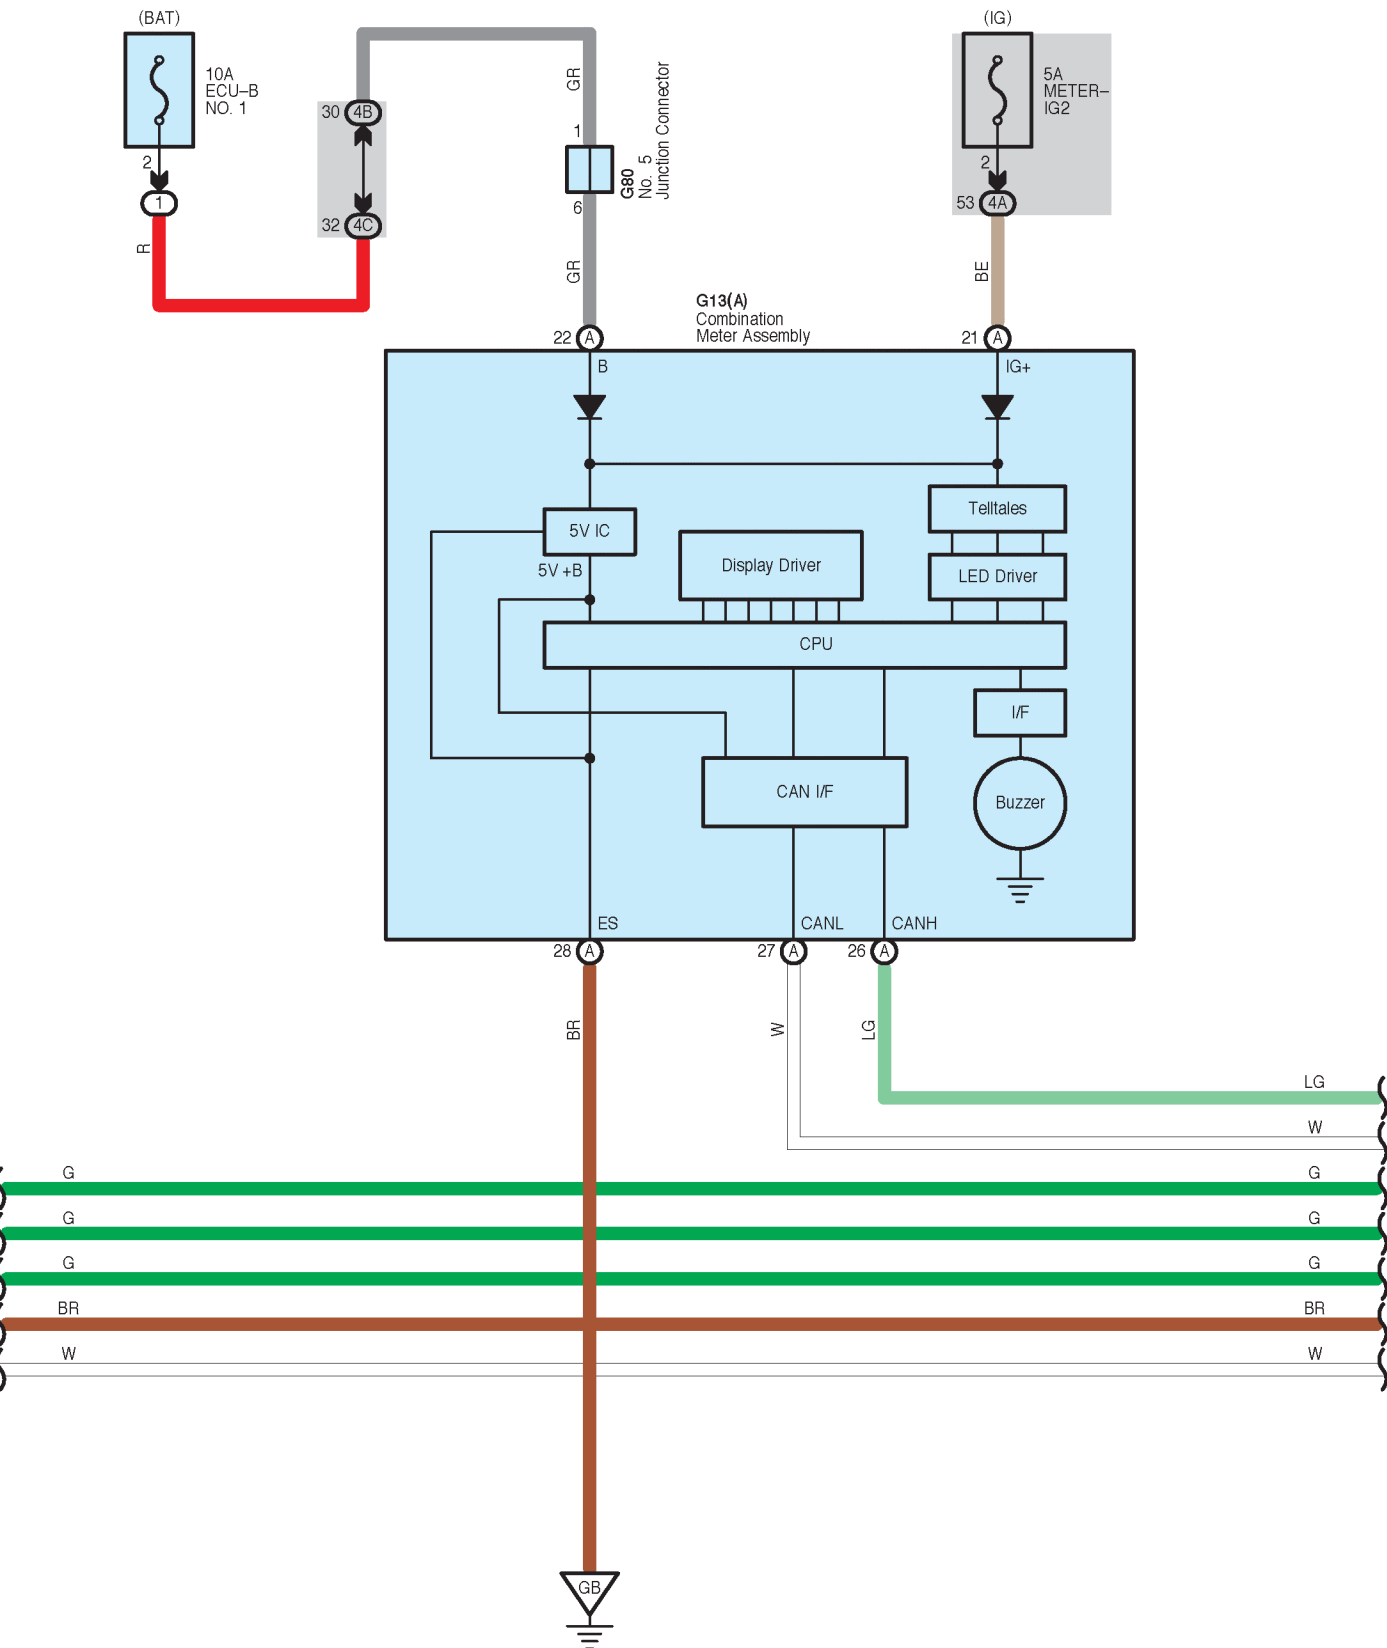 (BAT)
(IG)
10A
ECU–B
NO. 1
2
1
R
30 4B
32 4C
GR
1
G80
No. 5
Junction Connector
6
GR
5A
METER–
IG2
2
53 4A
BE
G13(A)
Combination
Meter Assembly
22 A
21 A
B
IG+
Telltales
5V IC
Display Driver
5V +B
LED Driver
CPU
I/F
CAN I/F
Buzzer
ES
CANL
CANH
28 A
27 A
26 A
BR
W
LG
LG
W
G
G
G
G
G
G
BR
BR
W
W
GB